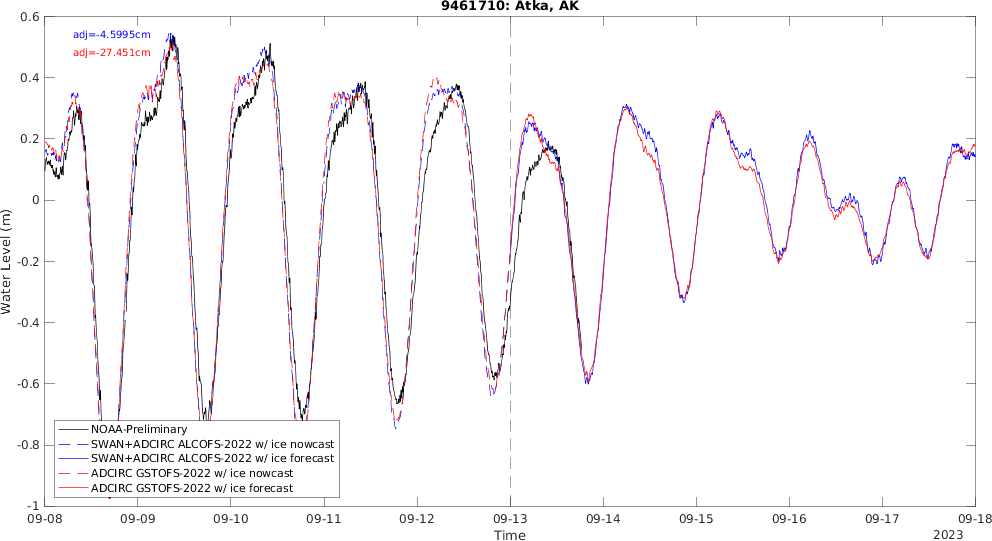 9461710: Atka, AK
adj=-4.5995cm
adj=-27.451cm
Water Level (m)
0.6
0.4
0.2
0
-0.2
-0.4
-0.6
-0.8
-1
NOAA-Preliminary
SWAN+ADCIRC ALCOFS-2022 w/ ice nowcast
SWAN+ADCIRC ALCOFS-2022 w/ ice forecast
ADCIRC GSTOFS-2022 w/ ice nowcast
ADCIRC GSTOFS-2022 w/ ice forecast
09-08 09-09 09-10 09-11 09-12 09-13 09-14 09-15 09-16 09-17 09-18
Time
2023